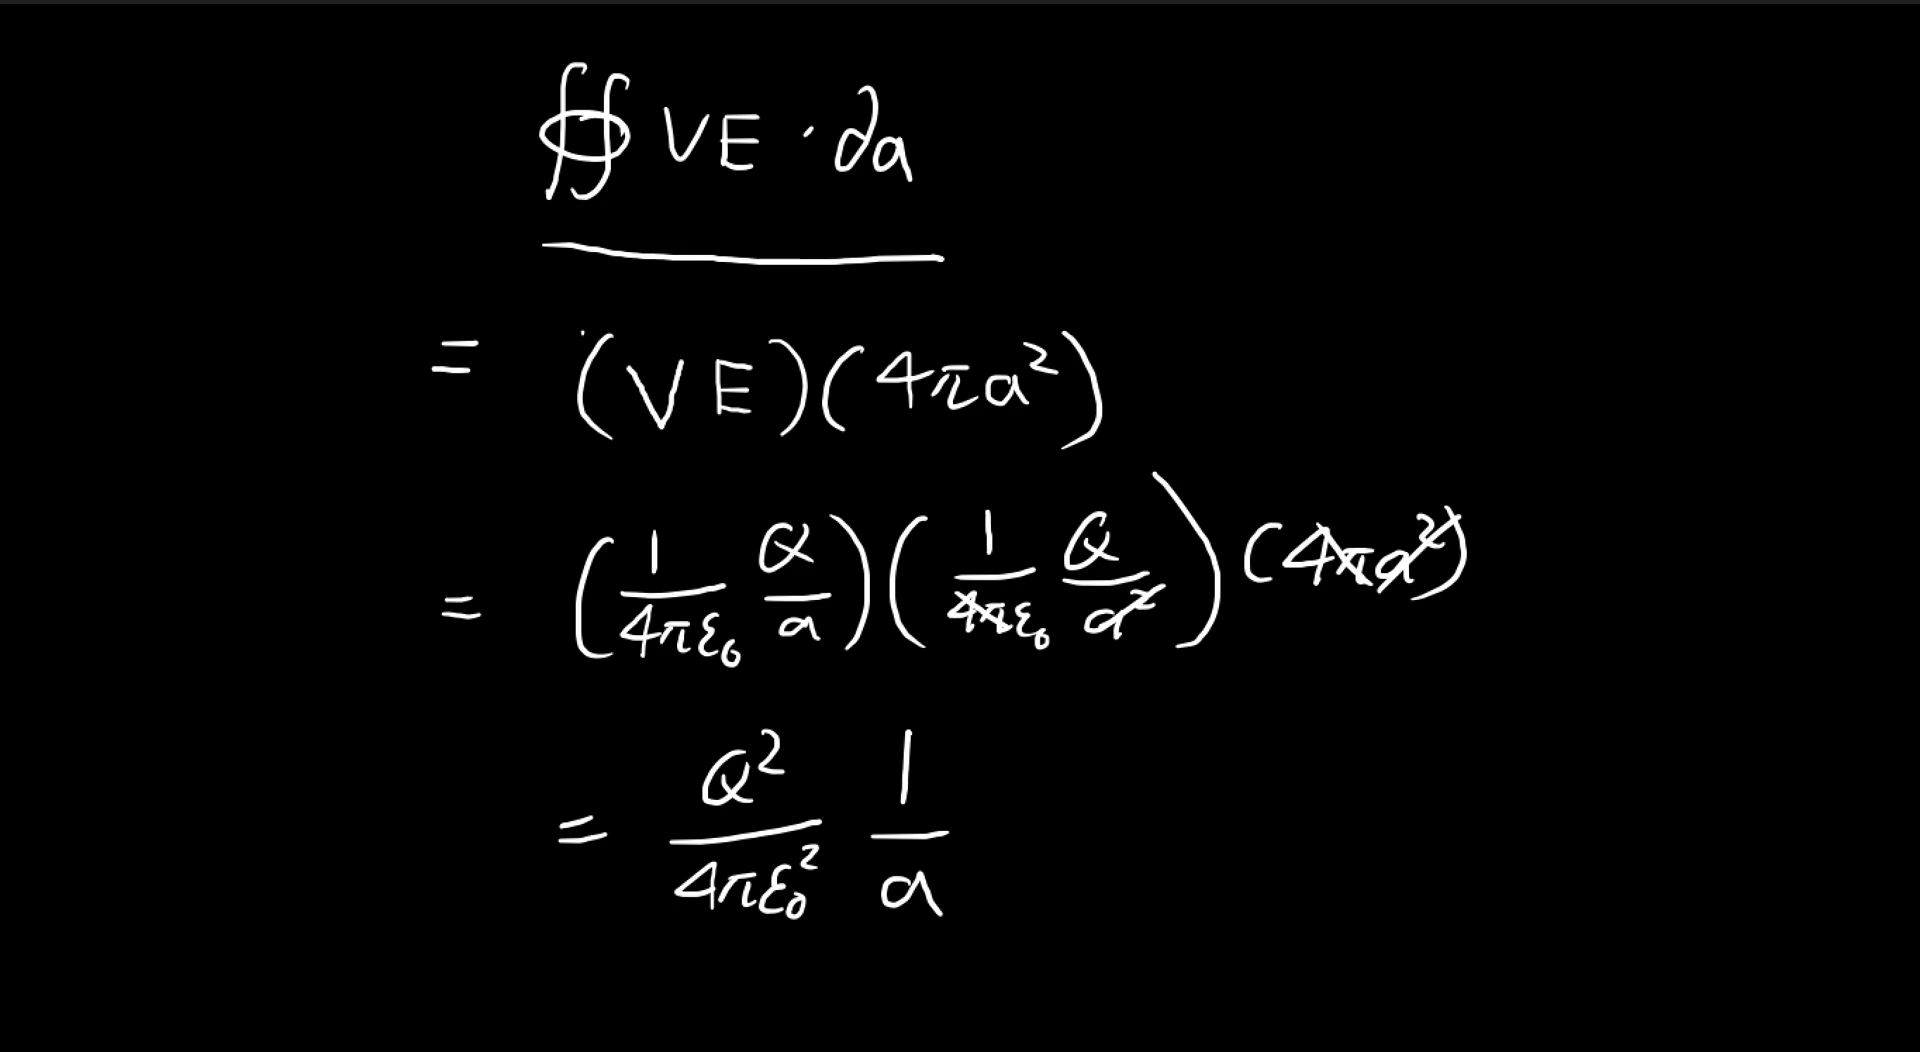 ∯ VE · da
= (VE)(4πa²)
= (1/4πε₀ Q/a)(1/4πε₀ Q/a²)(4πa²)
= Q²/4πε₀² 1/a